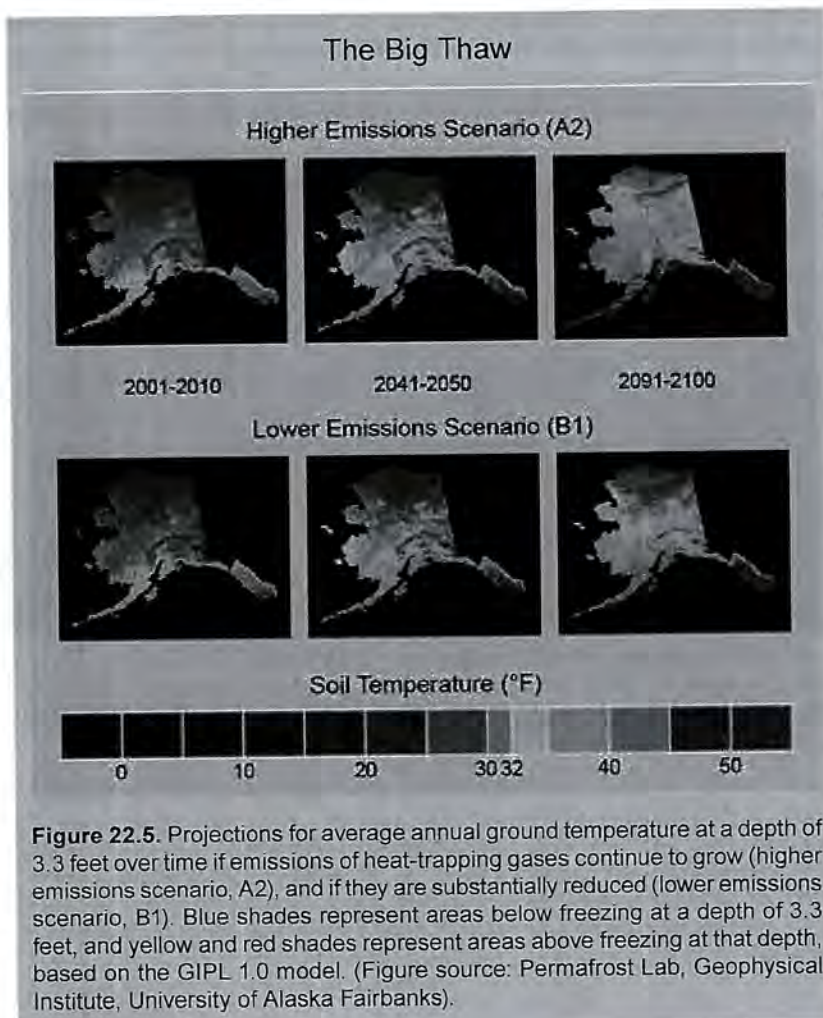 The Big Thaw
Higher Emissions Scenario (A2)
2001-2010 2041-2050 2091-2100
Lower Emissions Scenario (B1)
Soil Temperature (°F)
0 10 20 30 32 40 50
Figure 22.5. Projections for average annual ground temperature at a depth of
3.3 feet over time if emissions of heat-trapping gases continue to grow (higher
emissions scenario, A2), and if they are substantially reduced (lower emissions
scenario, B1). Blue shades represent areas below freezing at a depth of 3.3
feet, and yellow and red shades represent areas above freezing at that depth,
based on the GIPL 1.0 model. (Figure source: Permafrost Lab, Geophysical
Institute, University of Alaska Fairbanks).